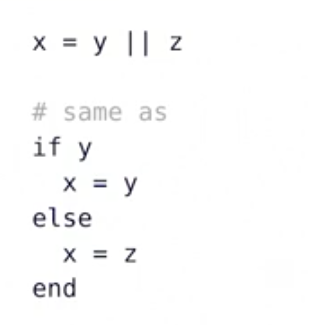 x = y || z

# same as
if y
  x = y
else
  x = z
end